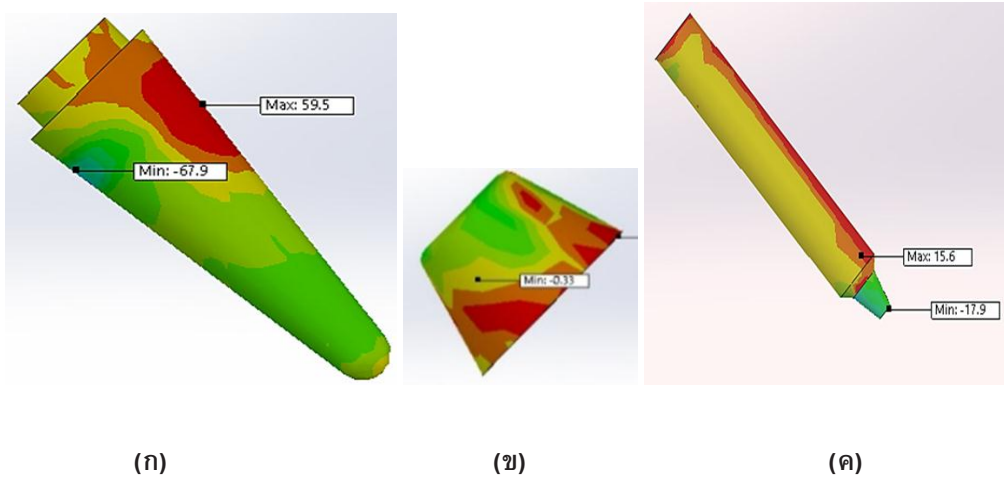 Max: 59.5
Min: -67.9
Min: -0.33
Max: 15.6
Min: -17.9
(ก)
(ข)
(ค)